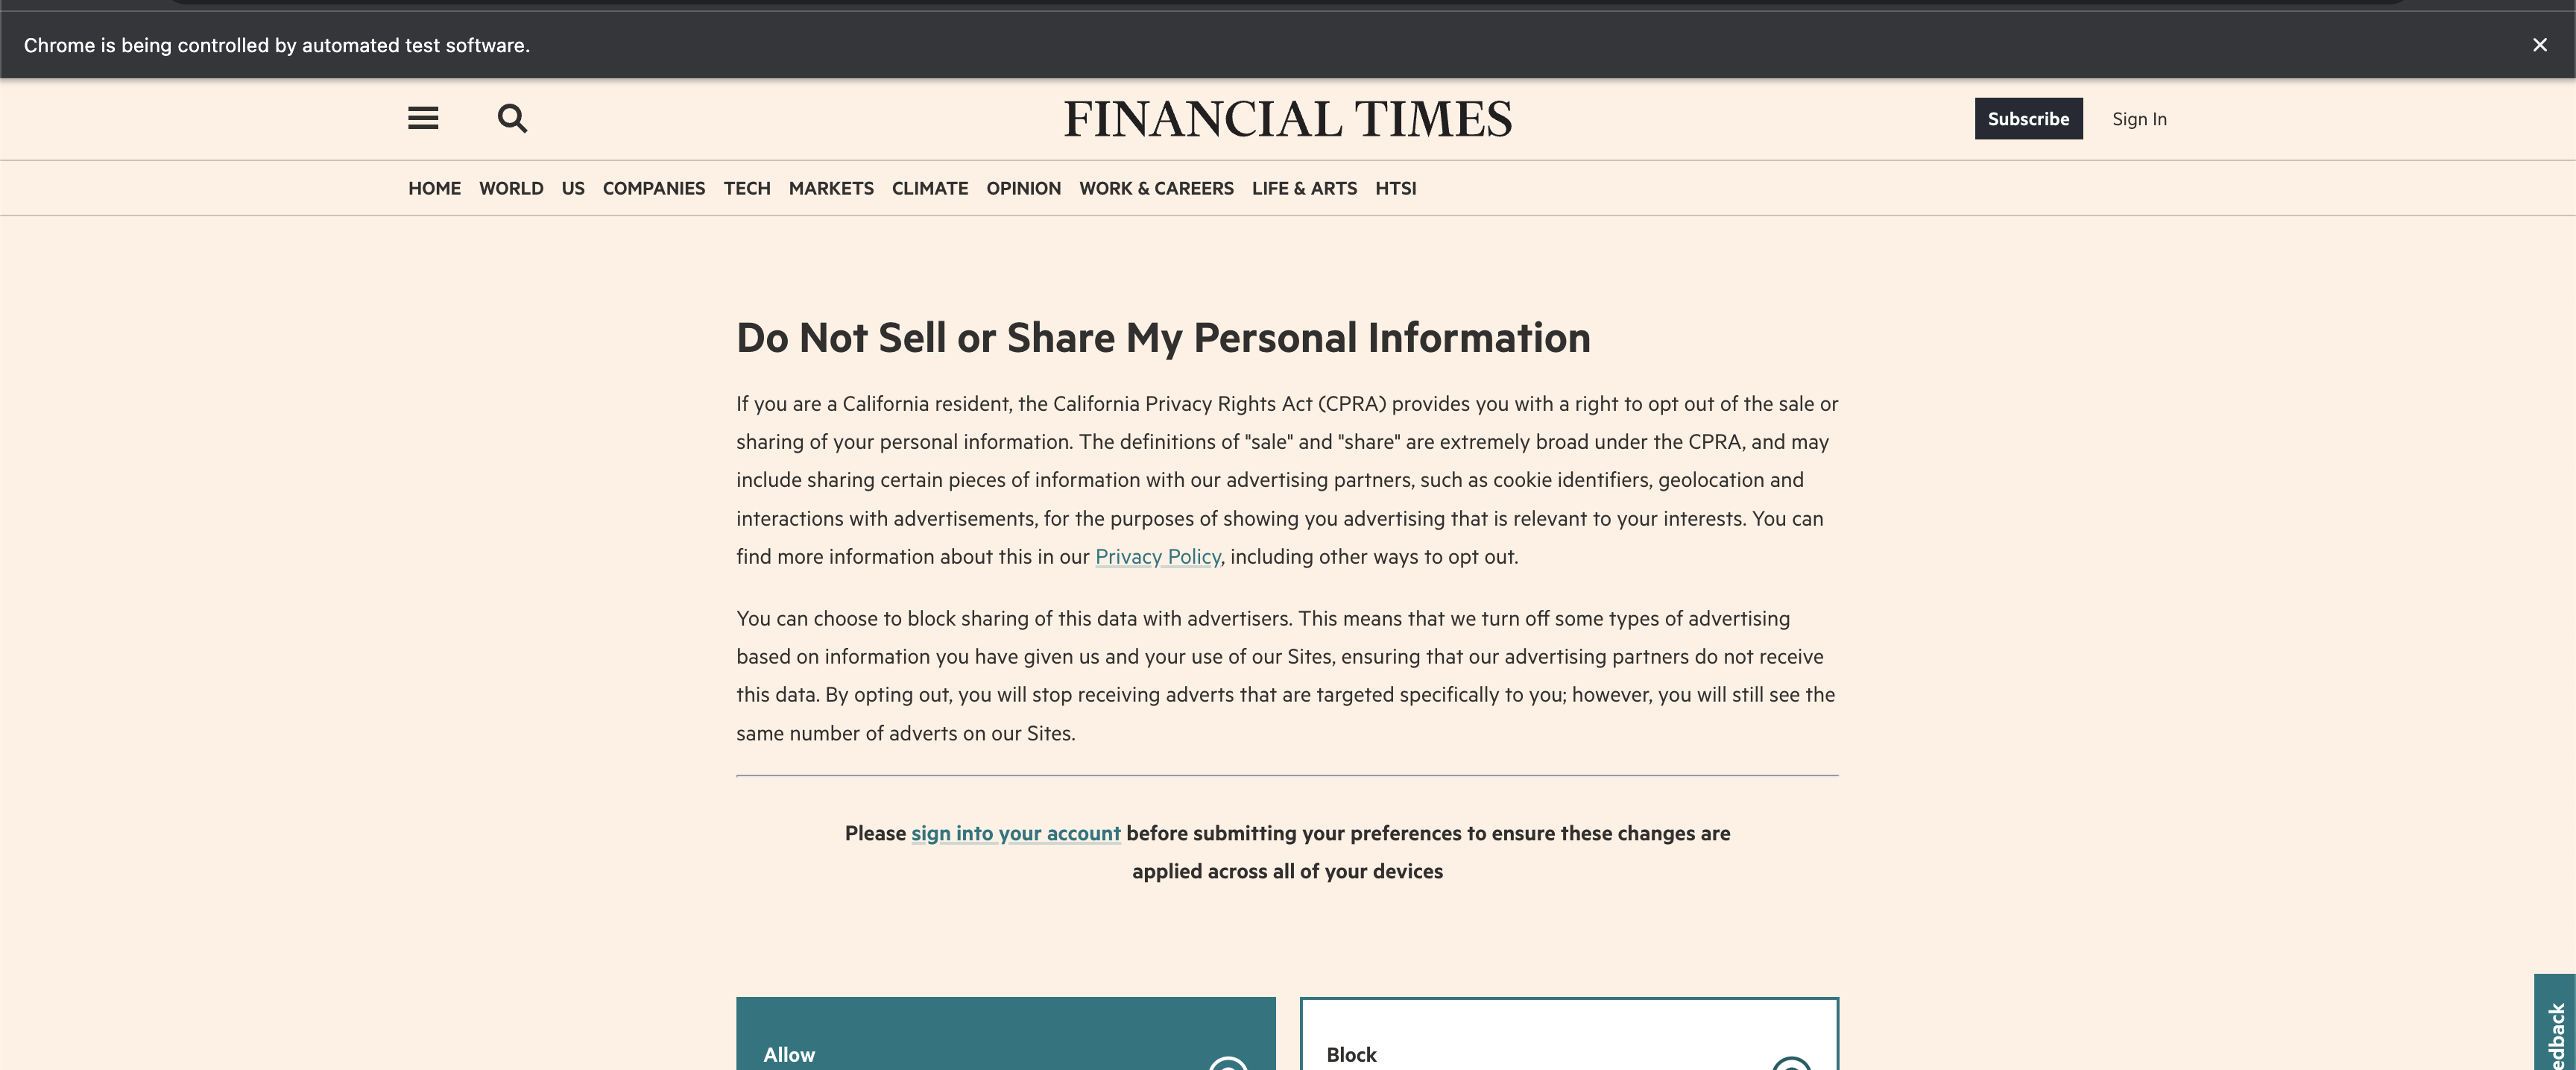 Chrome is being controlled by automated test software.
FINANCIAL TIMES
Subscribe
Sign In
HOME WORLD US COMPANIES TECH MARKETS CLIMATE OPINION WORK & CAREERS LIFE & ARTS HTSI
Do Not Sell or Share My Personal Information
If you are a California resident, the California Privacy Rights Act (CPRA) provides you with a right to opt out of the sale or
sharing of your personal information. The definitions of "sale" and "share" are extremely broad under the CPRA, and may
include sharing certain pieces of information with our advertising partners, such as cookie identifiers, geolocation and
interactions with advertisements, for the purposes of showing you advertising that is relevant to your interests. You can
find more information about this in our Privacy Policy, including other ways to opt out.
You can choose to block sharing of this data with advertisers. This means that we turn off some types of advertising
based on information you have given us and your use of our Sites, ensuring that our advertising partners do not receive
this data. By opting out, you will stop receiving adverts that are targeted specifically to you; however, you will still see the
same number of adverts on our Sites.
Please sign into your account before submitting your preferences to ensure these changes are
applied across all of your devices
Allow
Block